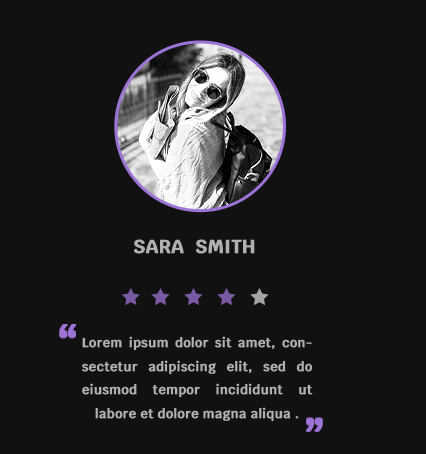 SARA SMITH
“ Lorem ipsum dolor sit amet, con-
sectetur adipiscing elit, sed do
eiusmod tempor incididunt ut
labore et dolore magna aliqua . ”